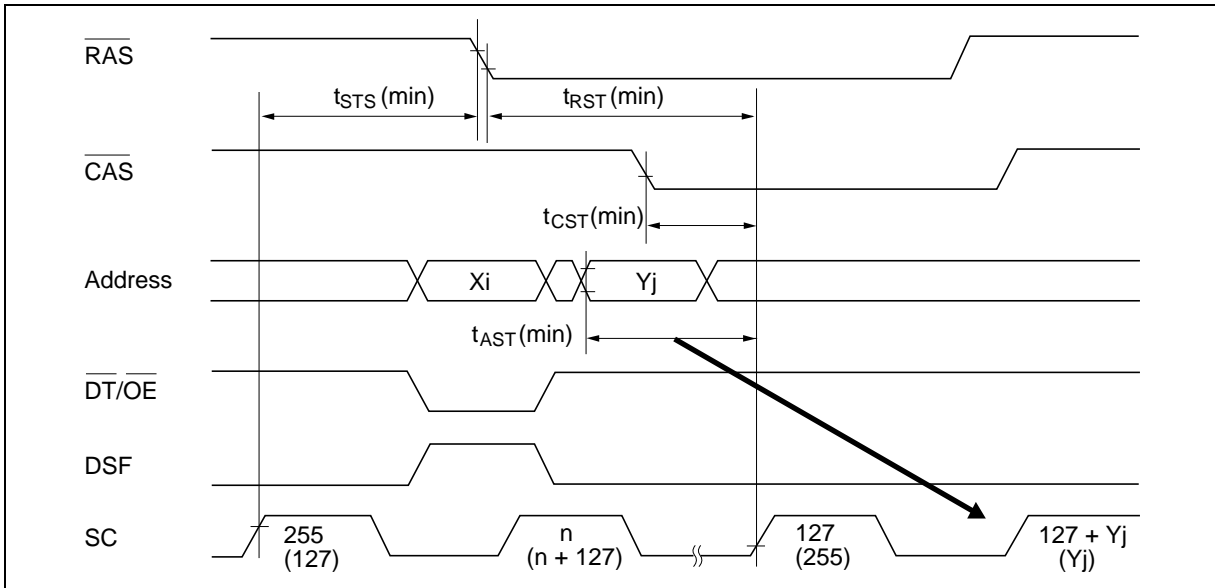 RAS
tSTS (min)
tRST (min)
CAS
tCST (min)
Address
Xi
Yj
tAST (min)
DT/OE
DSF
SC
255
(127)
n
(n + 127)
127
(255)
127 + Yj
(Yj)